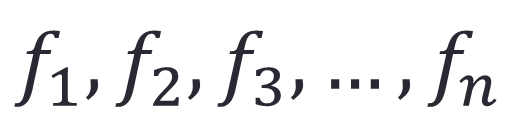 f₁, f₂, f₃, ..., fₙ